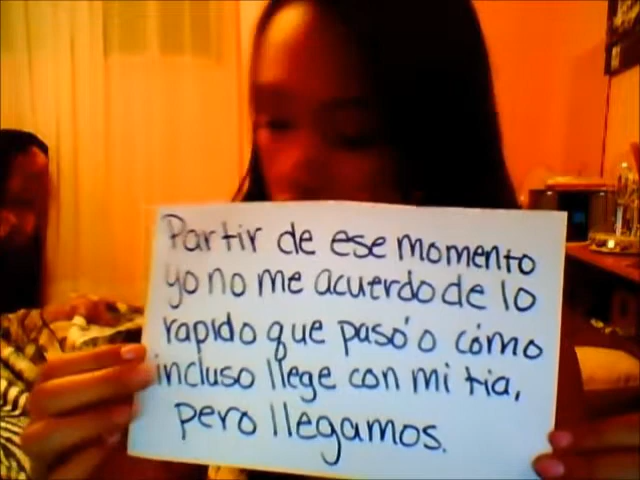 Partir de ese momento
yo no me acuerdo de lo
rapido que pasó o cómo
incluso llege con mi tia,
pero llegamos.